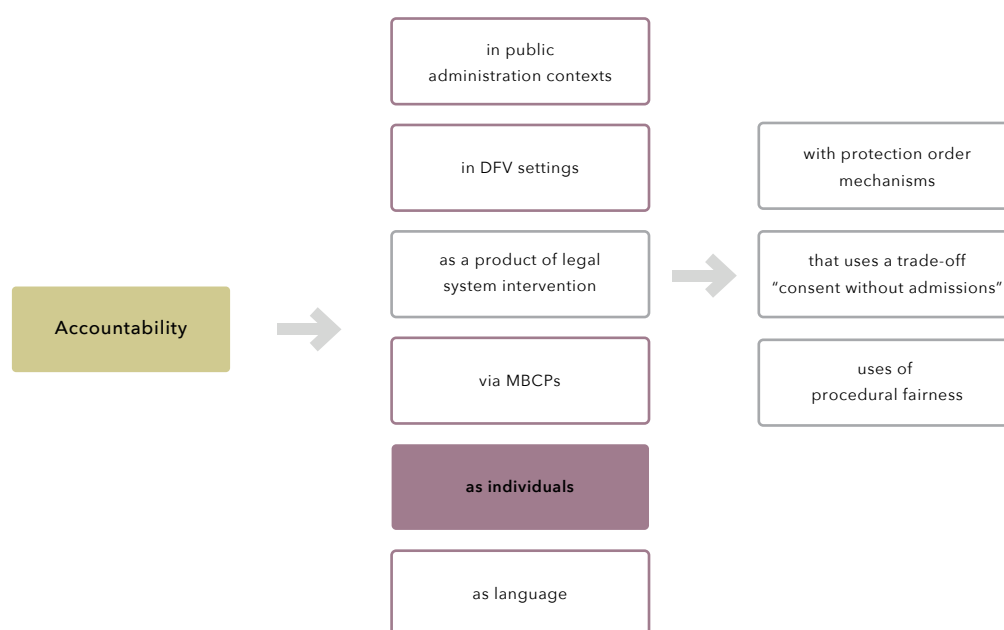 Accountability
in public
administration contexts
in DFV settings
as a product of legal
system intervention
via MBCPs
as individuals
as language
with protection order
mechanisms
that uses a trade-off
“consent without admissions”
uses of
procedural fairness